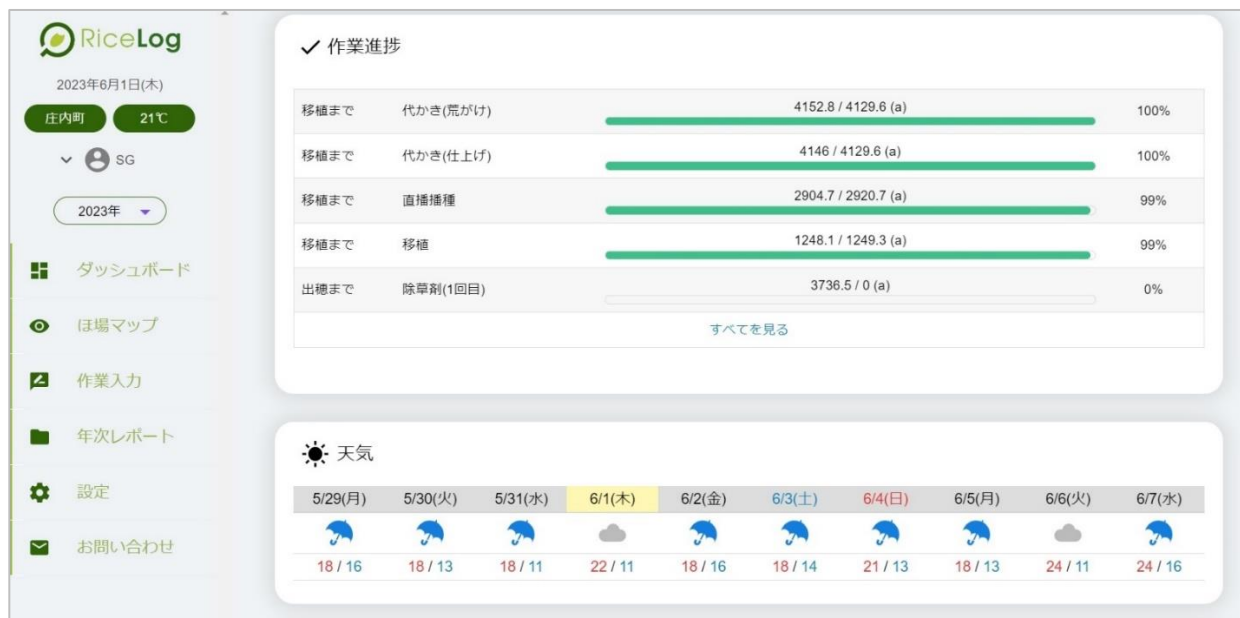 RiceLog
2023年6月1日(木)
庄内町 21℃
SG
2023年
ダッシュボード
ほ場マップ
作業入力
年次レポート
設定
お問い合わせ
作業進捗
移植まで 代かき(荒がけ) 4152.8 / 4129.6 (a) 100%
移植まで 代かき(仕上げ) 4146 / 4129.6 (a) 100%
移植まで 直播播種 2904.7 / 2920.7 (a) 99%
移植まで 移植 1248.1 / 1249.3 (a) 99%
出穂まで 除草剤(1回目) 3736.5 / 0 (a) 0%
すべてを見る
天気
5/29(月) 5/30(火) 5/31(水) 6/1(木) 6/2(金) 6/3(土) 6/4(日) 6/5(月) 6/6(火) 6/7(水)
18 / 16 18 / 13 18 / 11 22 / 11 18 / 16 18 / 14 21 / 13 18 / 13 24 / 11 24 / 16